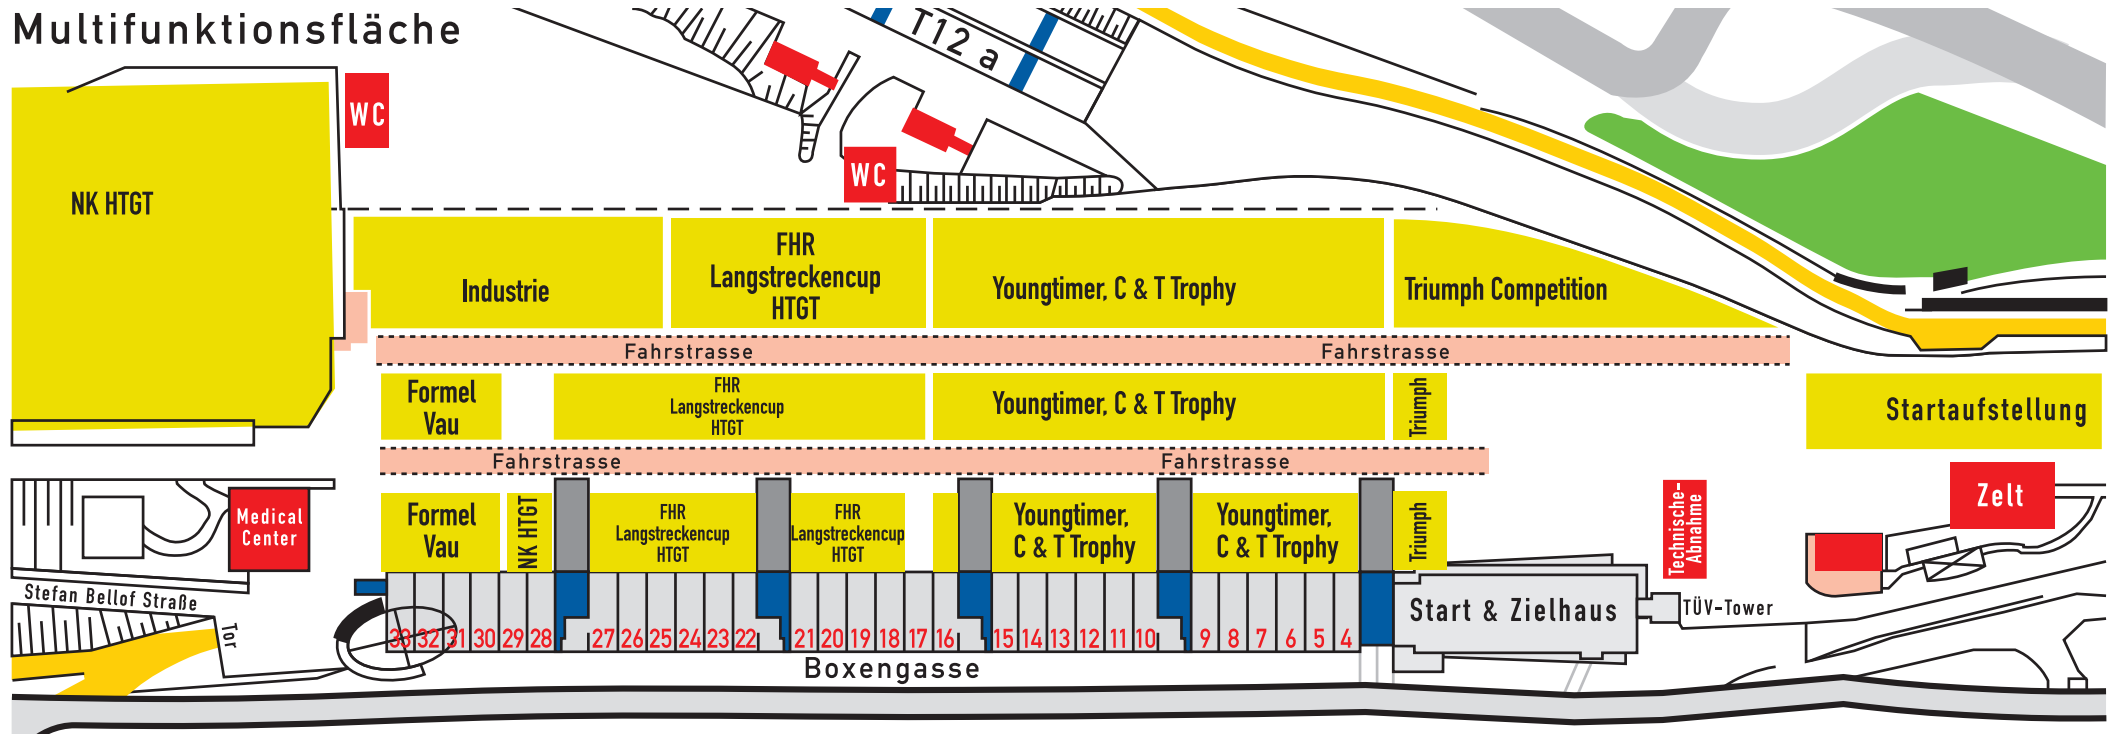 Multifunktionsfläche
T12 a
WC
WC
NK HTGT
Industrie
FHR
Langstreckencup
HTGT
Youngtimer, C & T Trophy
Triumph Competition
Fahrstrasse
Fahrstrasse
Formel
Vau
FHR
Langstreckencup
HTGT
Youngtimer, C & T Trophy
Triumph
Startaufstellung
Fahrstrasse
Fahrstrasse
Medical
Center
Formel
Vau
NK HTGT
FHR
Langstreckencup
HTGT
FHR
Langstreckencup
HTGT
Youngtimer,
C & T Trophy
Youngtimer,
C & T Trophy
Triumph
Technische-
Abnahme
Zelt
Stefan Bellof Straße
Tor
33 32 31 30 29 28 27 26 25 24 23 22 21 20 19 18 17 16 15 14 13 12 11 10 9 8 7 6 5 4
Start & Zielhaus
TÜV-Tower
Boxengasse